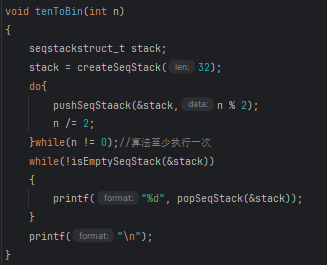 void tenToBin(int n)
{
seqstackstruct_t stack;
stack = createSeqStack( len: 32);
do{
pushSeqStaack(&stack, data: n % 2);
n /= 2;
}while(n != 0);//算法至少执行一次
while(!isEmptySeqStack(&stack))
{
printf( format: "%d", popSeqStack(&stack));
}
printf( format: "\n");
}